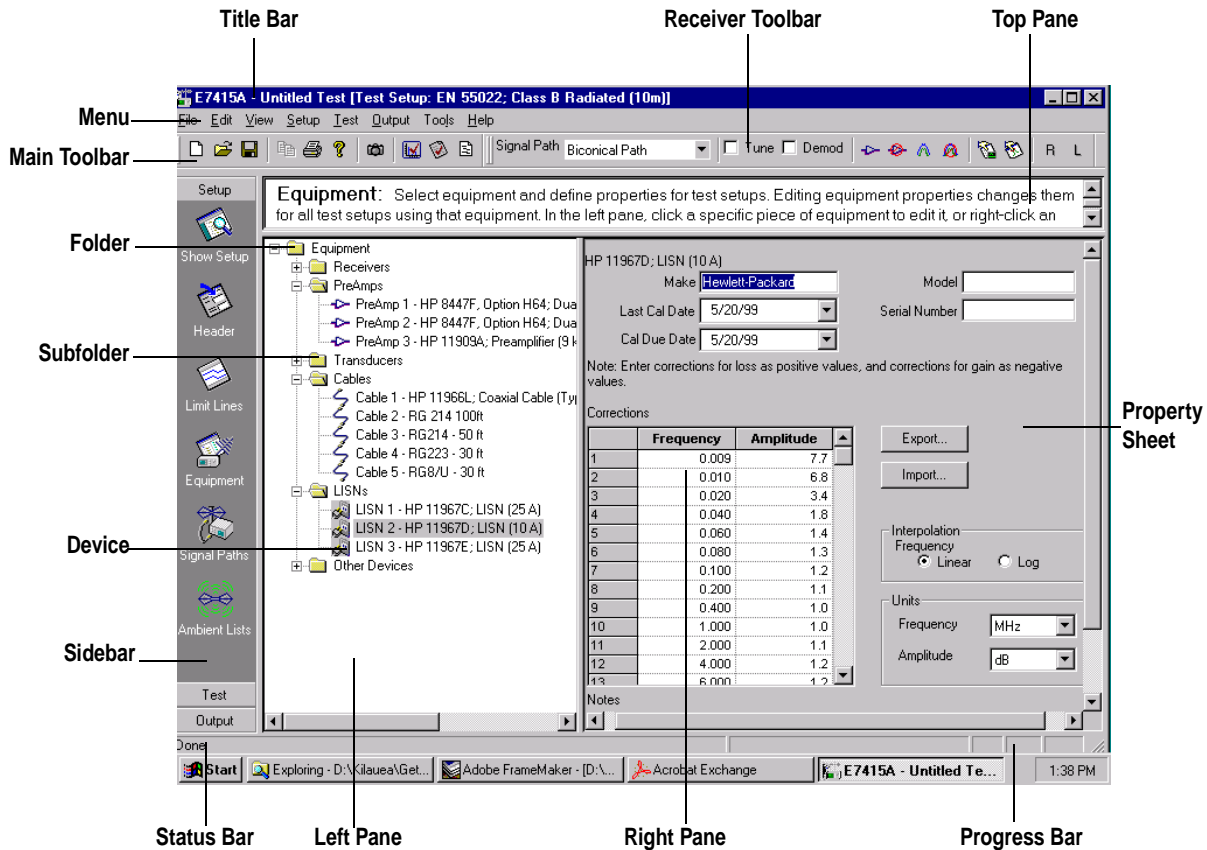 Title Bar Receiver Toolbar Top Pane
E7415A - Untitled Test [Test Setup: EN 55022; Class B Radiated (10m)]
Menu
File Edit View Setup Test Output Tools Help
Main Toolbar
Signal Path Biconical Path Tune Demod R L
Setup
Equipment: Select equipment and define properties for test setups. Editing equipment properties changes them
for all test setups using that equipment. In the left pane, click a specific piece of equipment to edit it, or right-click an
Folder
Show Setup
Header
Subfolder
Limit Lines
Equipment
Device
Signal Paths
Ambient Lists
Sidebar
Test
Output
Equipment
Receivers
PreAmps
PreAmp 1 - HP 8447F, Option H64; Dua
PreAmp 2 - HP 8447F, Option H64; Dua
PreAmp 3 - HP 11909A; Preamplifier (9 k
Transducers
Cables
Cable 1 - HP 11966L; Coaxial Cable (Ty
Cable 2 - RG 214 100ft
Cable 3 - RG214 - 50 ft
Cable 4 - RG223 - 30 ft
Cable 5 - RG8/U - 30 ft
LISNs
LISN 1 - HP 11967C; LISN (25 A)
LISN 2 - HP 11967D; LISN (10 A)
LISN 3 - HP 11967E; LISN (25 A)
Other Devices
HP 11967D; LISN (10 A)
Make Hewlett-Packard Model
Last Cal Date 5/20/99 Serial Number
Cal Due Date 5/20/99
Note: Enter corrections for loss as positive values, and corrections for gain as negative
values.
Corrections
Frequency Amplitude
1 0.009 7.7
2 0.010 6.8
3 0.020 3.4
4 0.040 1.8
5 0.060 1.4
6 0.080 1.3
7 0.100 1.2
8 0.200 1.1
9 0.400 1.0
10 1.000 1.0
11 2.000 1.1
12 4.000 1.2
13 6.000 1.2
Notes
Export...
Import...
Interpolation
Frequency
Linear Log
Units
Frequency MHz
Amplitude dB
Property
Sheet
Done
Start Exploring - D:\Kilauea\Get... Adobe FrameMaker - [D:\... Acrobat Exchange E7415A - Untitled Te... 1:38 PM
Status Bar Left Pane Right Pane Progress Bar